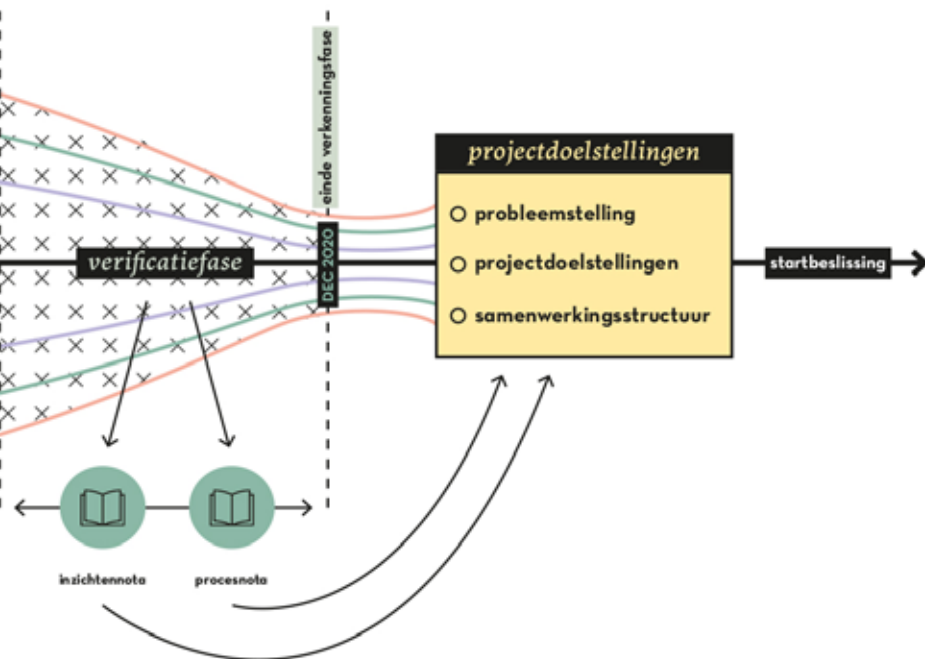 einde verkenningsfase
DEC 2020
verificatiefase
projectdoelstellingen
probleemstelling
projectdoelstellingen
samenwerkingsstructuur
startbeslissing
inzichtennota
procesnota